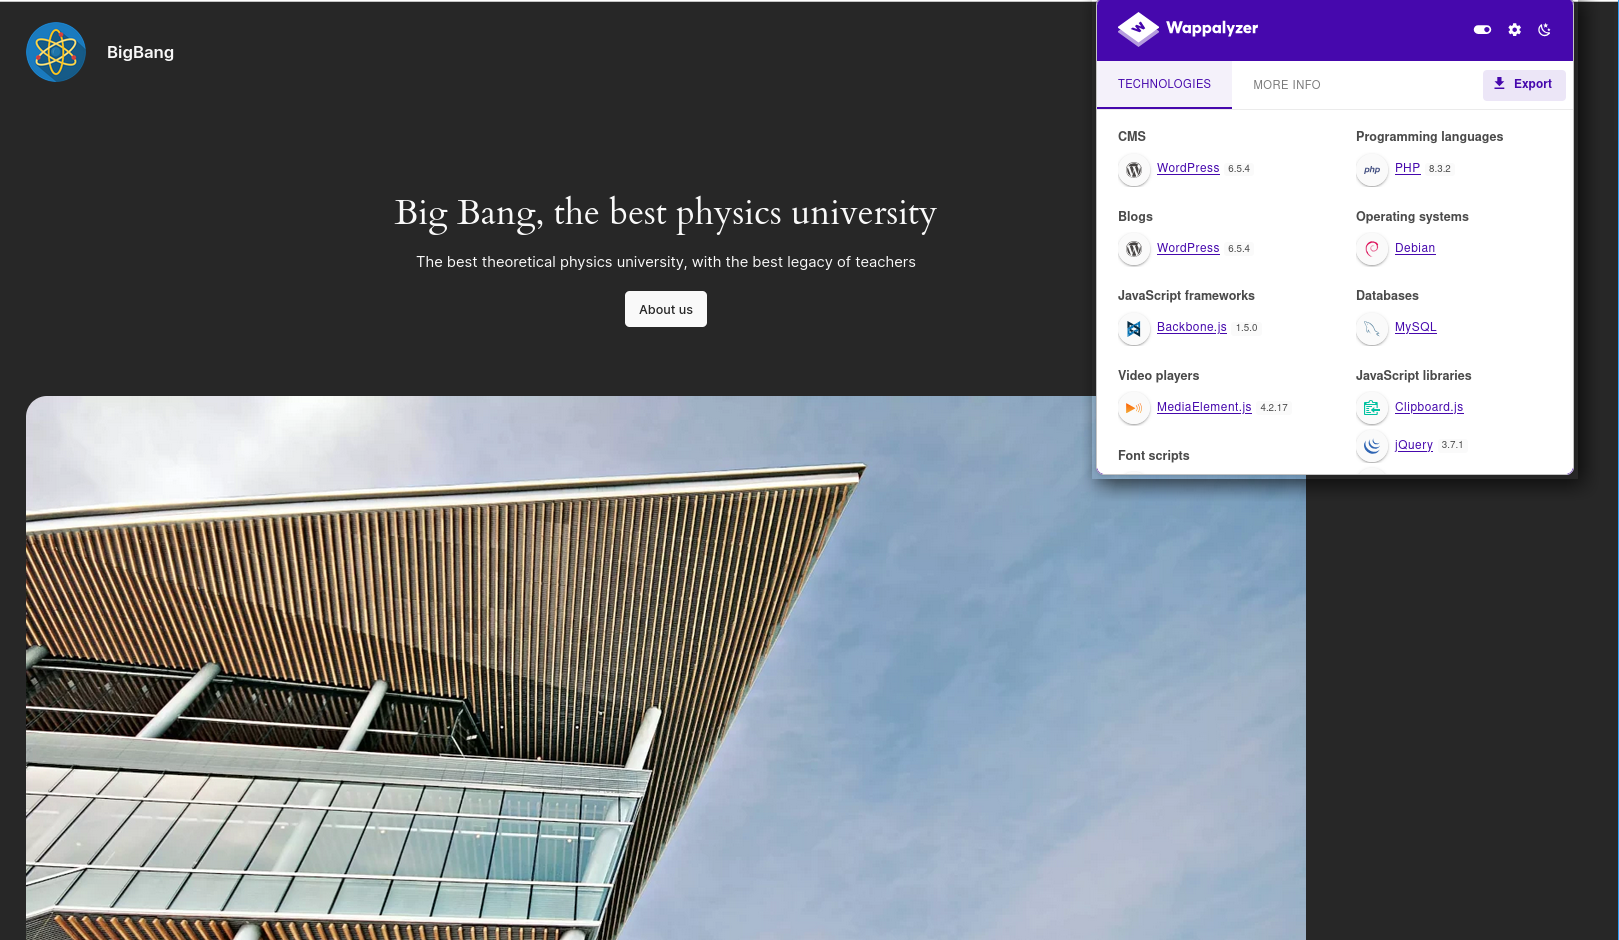 BigBang
Big Bang, the best physics university
The best theoretical physics university, with the best legacy of teachers
About us
Wappalyzer
TECHNOLOGIES
MORE INFO
Export
CMS
WordPress 6.5.4
Blogs
WordPress 6.5.4
JavaScript frameworks
Backbone.js 1.5.0
Video players
MediaElement.js 4.2.17
Font scripts
Programming languages
php PHP 8.3.2
Operating systems
Debian
Databases
MySQL
JavaScript libraries
Clipboard.js
jQuery 3.7.1